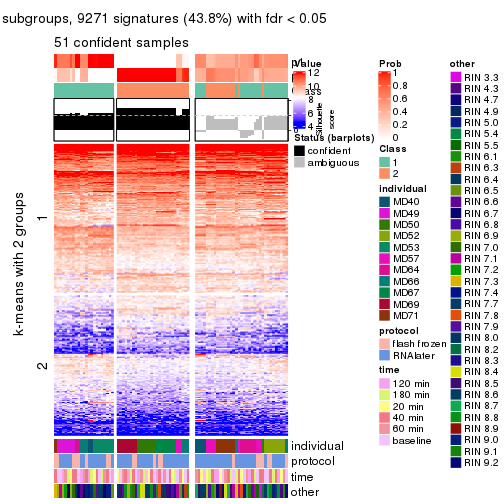 subgroups, 9271 signatures (43.8%) with fdr < 0.05
51 confident samples
k-means with 2 groups
1
2
individual
protocol
time
other
Value
12
10
8
6
4
Silhouette
score
Status (barplots)
confident
ambiguous
Prob
1
0.8
0.6
0.4
0.2
0
Class
1
2
individual
MD40
MD49
MD50
MD52
MD53
MD57
MD64
MD66
MD67
MD69
MD71
protocol
flash frozen
RNAlater
time
120 min
180 min
20 min
40 min
60 min
baseline
other
RIN 3.3
RIN 4.3
RIN 4.7
RIN 4.9
RIN 5.0
RIN 5.4
RIN 5.5
RIN 6.1
RIN 6.3
RIN 6.4
RIN 6.5
RIN 6.6
RIN 6.7
RIN 6.8
RIN 6.9
RIN 7.0
RIN 7.1
RIN 7.2
RIN 7.3
RIN 7.4
RIN 7.7
RIN 7.8
RIN 7.9
RIN 8.0
RIN 8.2
RIN 8.3
RIN 8.4
RIN 8.5
RIN 8.6
RIN 8.7
RIN 8.8
RIN 8.9
RIN 9.0
RIN 9.1
RIN 9.2